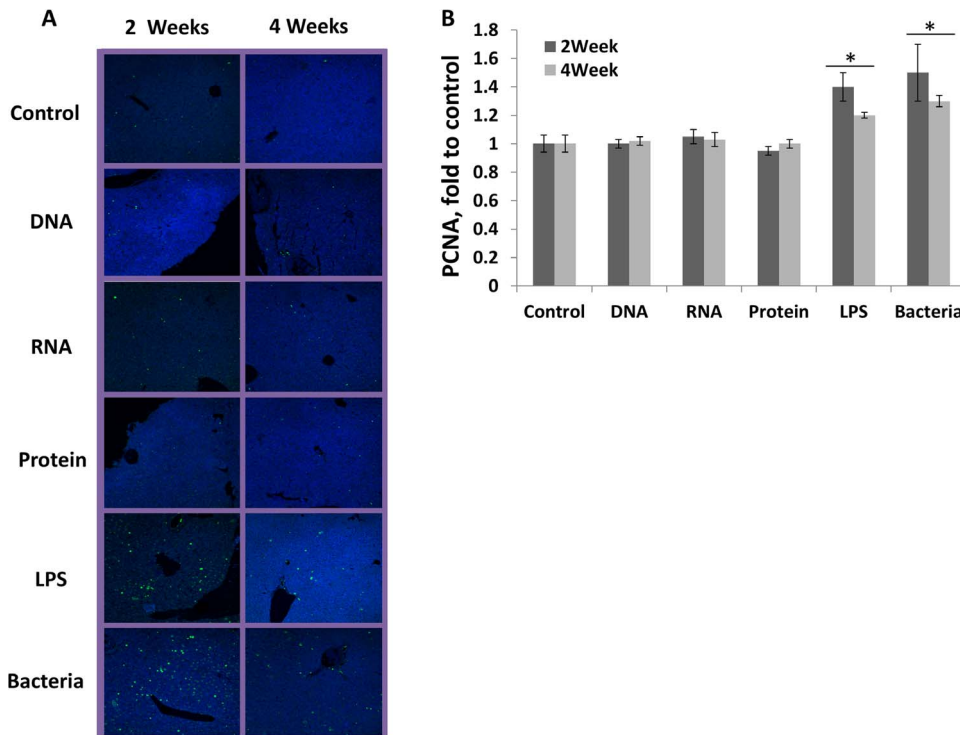 A
2 Weeks
4 Weeks
Control
DNA
RNA
Protein
LPS
Bacteria
B
PCNA, fold to control
1.8
1.6
1.4
1.2
1
0.8
0.6
0.4
0.2
0
2Week
4Week
*
*
Control
DNA
RNA
Protein
LPS
Bacteria